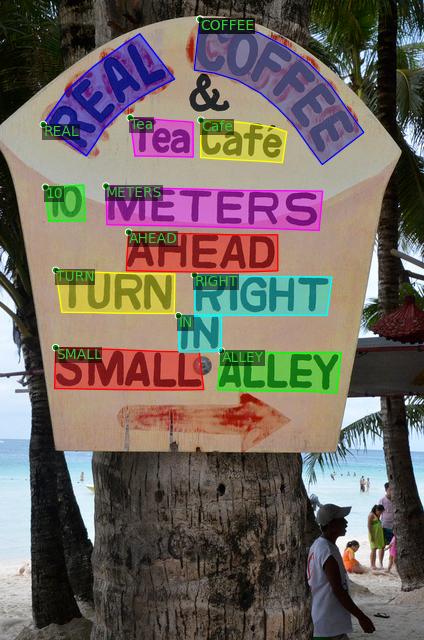 REAL COFFEE
&
Tea Café
10 METERS
AHEAD
TURN RIGHT
IN
SMALL ALLEY